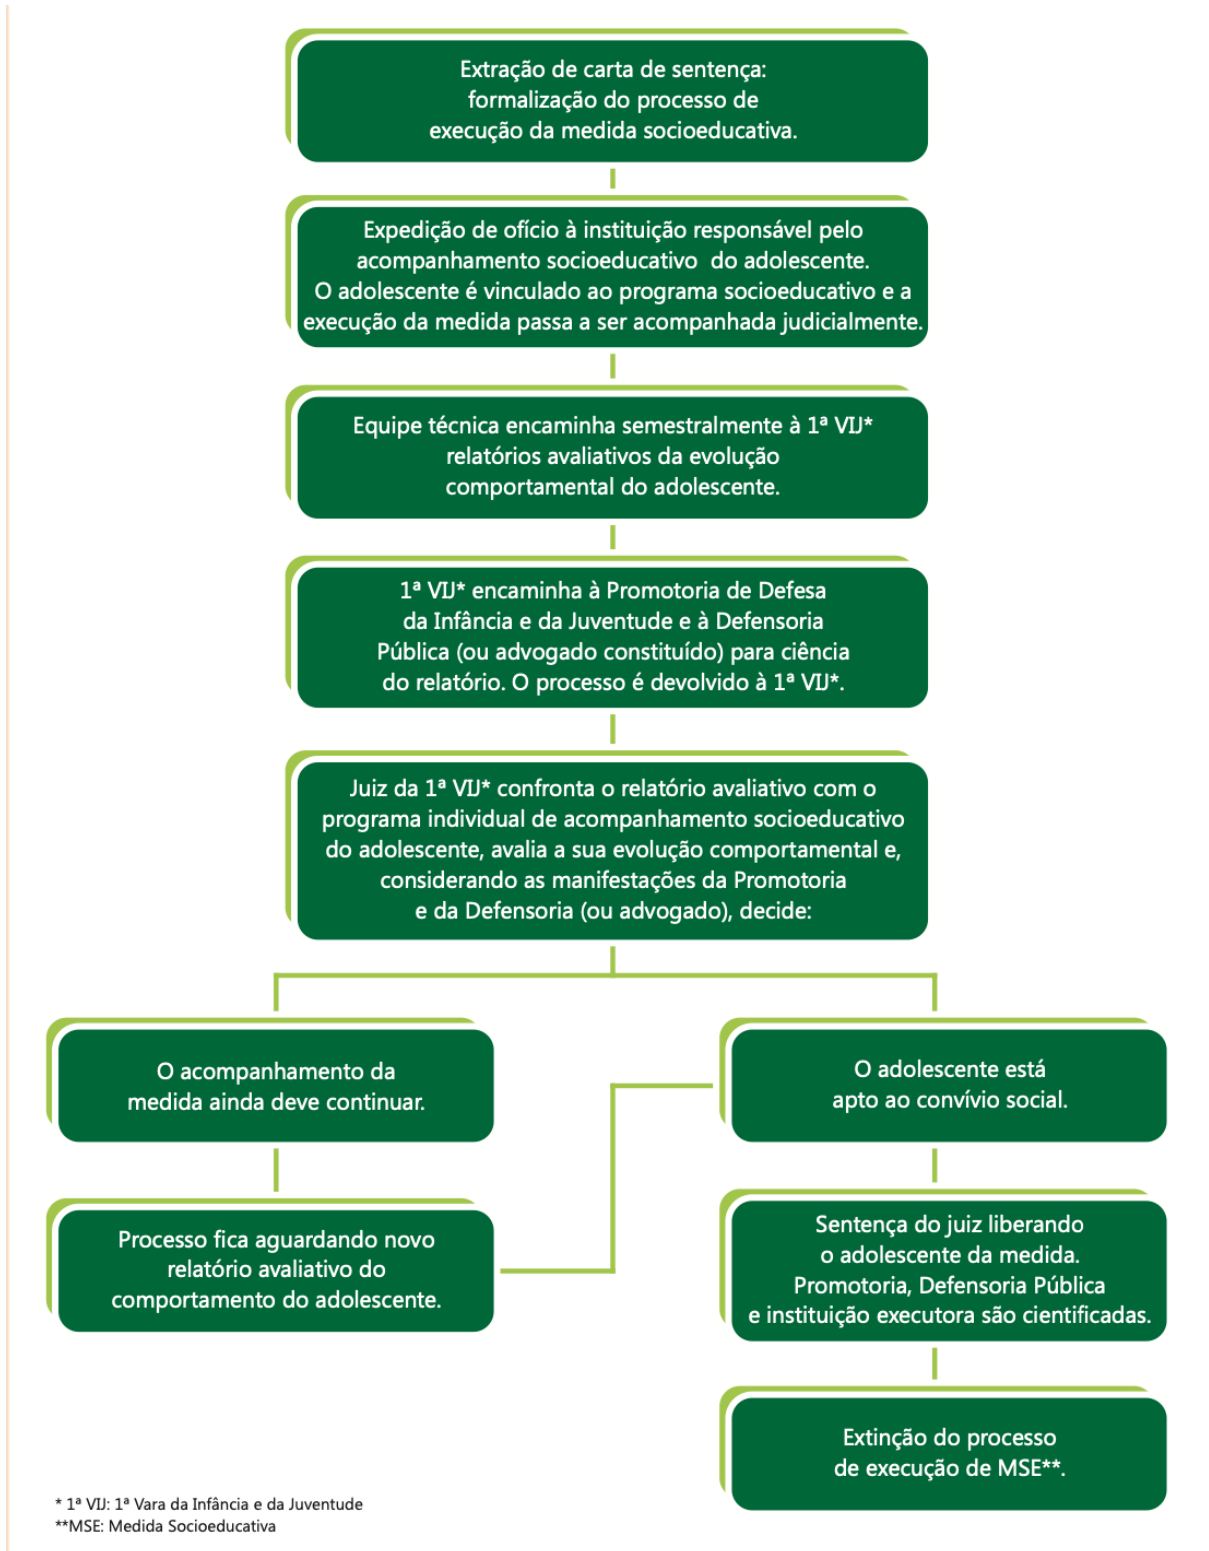 Extração de carta de sentença:
formalização do processo de
execução da medida socioeducativa.
Expedição de ofício à instituição responsável pelo
acompanhamento socioeducativo do adolescente.
O adolescente é vinculado ao programa socioeducativo e a
execução da medida passa a ser acompanhada judicialmente.
Equipe técnica encaminha semestralmente à 1ª VIJ*
relatórios avaliativos da evolução
comportamental do adolescente.
1ª VIJ* encaminha à Promotoria de Defesa
da Infância e da Juventude e à Defensoria
Pública (ou advogado constituído) para ciência
do relatório. O processo é devolvido à 1ª VIJ*.
Juiz da 1ª VIJ* confronta o relatório avaliativo com o
programa individual de acompanhamento socioeducativo
do adolescente, avalia a sua evolução comportamental e,
considerando as manifestações da Promotoria
e da Defensoria (ou advogado), decide:
O acompanhamento da
medida ainda deve continuar.
Processo fica aguardando novo
relatório avaliativo do
comportamento do adolescente.
O adolescente está
apto ao convívio social.
Sentença do juiz liberando
o adolescente da medida.
Promotoria, Defensoria Pública
e instituição executora são cientificadas.
Extinção do processo
de execução de MSE**.
* 1ª VIJ: 1ª Vara da Infância e da Juventude
**MSE: Medida Socioeducativa